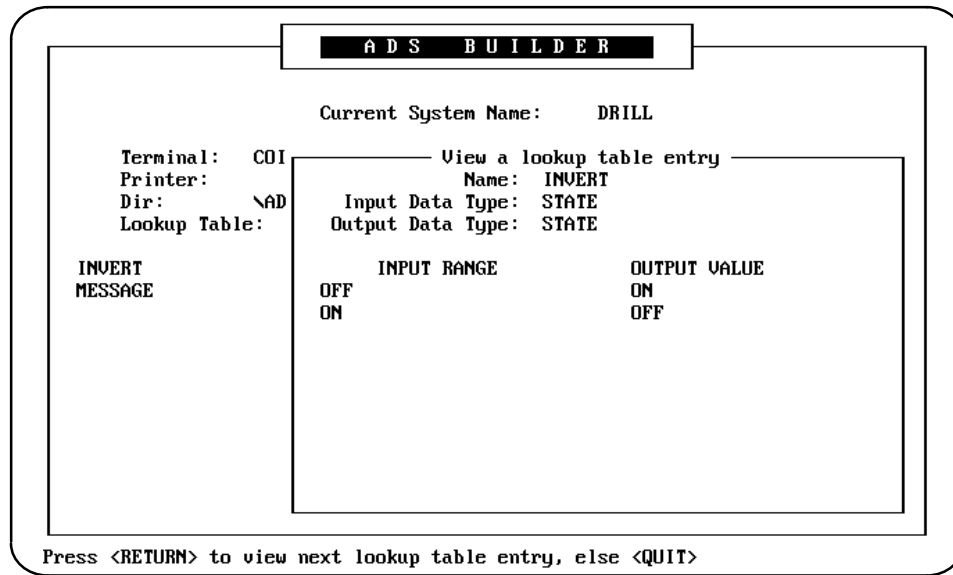 ADS BUILDER
Current System Name: DRILL
Terminal: COI
Printer:
Dir: \AD
Lookup Table:
INVERT
MESSAGE
View a lookup table entry
Name: INVERT
Input Data Type: STATE
Output Data Type: STATE
INPUT RANGE OUTPUT VALUE
OFF ON
ON OFF
Press <RETURN> to view next lookup table entry, else <QUIT>